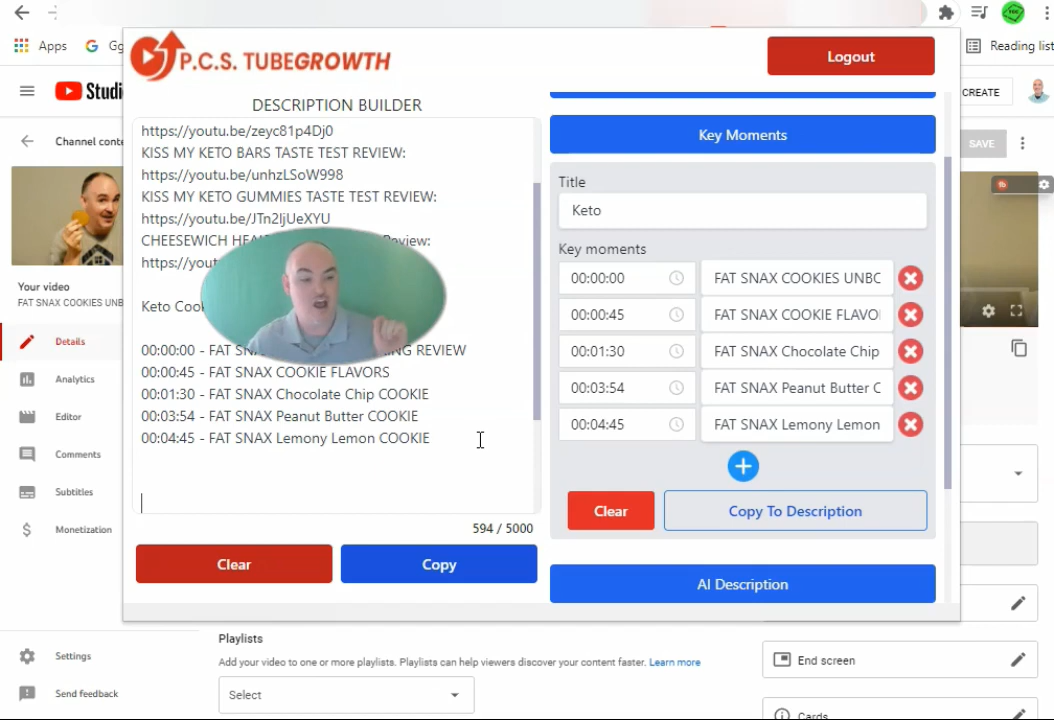 Apps
G
Reading list
P.C.S. TUBEGROWTH
Logout
Studi
CREATE
Channel conte
SAVE
Your video
FAT SNAX COOKIES UNB
Details
Analytics
Editor
Comments
Subtitles
Monetization
Settings
Send feedback
DESCRIPTION BUILDER
https://youtu.be/zeyc81p4Dj0
KISS MY KETO BARS TASTE TEST REVIEW:
https://youtu.be/unhzLSoW998
KISS MY KETO GUMMIES TASTE TEST REVIEW:
https://youtu.be/JTn2ljUeXYU
CHEESEWICH HEA Review:
https://yout
Keto Cook
00:00:00 - FAT SN NG REVIEW
00:00:45 - FAT SNAX COOKIE FLAVORS
00:01:30 - FAT SNAX Chocolate Chip COOKIE
00:03:54 - FAT SNAX Peanut Butter COOKIE
00:04:45 - FAT SNAX Lemony Lemon COOKIE
594 / 5000
Clear
Copy
Key Moments
Title
Keto
Key moments
00:00:00 FAT SNAX COOKIES UNBO
00:00:45 FAT SNAX COOKIE FLAVO
00:01:30 FAT SNAX Chocolate Chip
00:03:54 FAT SNAX Peanut Butter C
00:04:45 FAT SNAX Lemony Lemon
Clear
Copy To Description
AI Description
Playlists
Add your video to one or more playlists. Playlists can help viewers discover your content faster. Learn more
Select
End screen
Cards